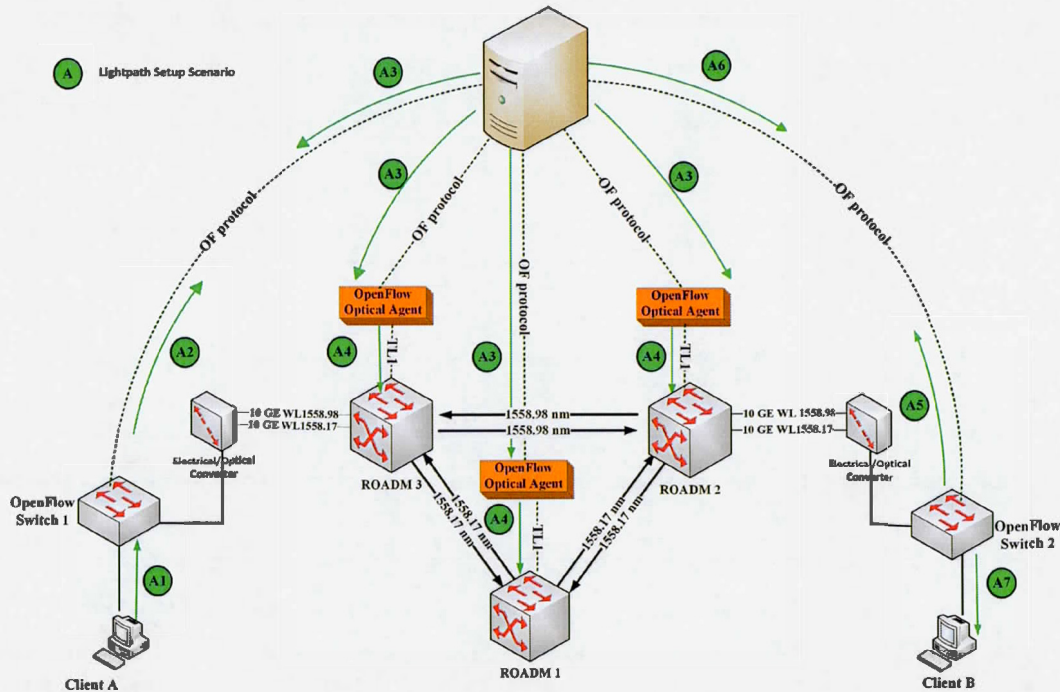 A
Lightpath Setup Scenario
A3
A6
A3
A3
OF protocol
OF protocol
OF protocol
OF protocol
OF protocol
OpenFlow
Optical Agent
OpenFlow
Optical Agent
A2
A4
TL1
A3
A4
TL1
A5
10 GE WL1558.98
10 GE WL1558.17
1558.98 nm
1558.98 nm
10 GE WL 1558.98
10 GE WL1558.17
Electrical/Optical
Converter
Electrical/Optical
Converter
ROADM 3
OpenFlow
Optical Agent
ROADM 2
OpenFlow
Switch 1
1558.17 nm
1558.17 nm
A4
TL1
1558.17 nm
1558.17 nm
OpenFlow
Switch 2
A1
A7
ROADM 1
Client A
Client B